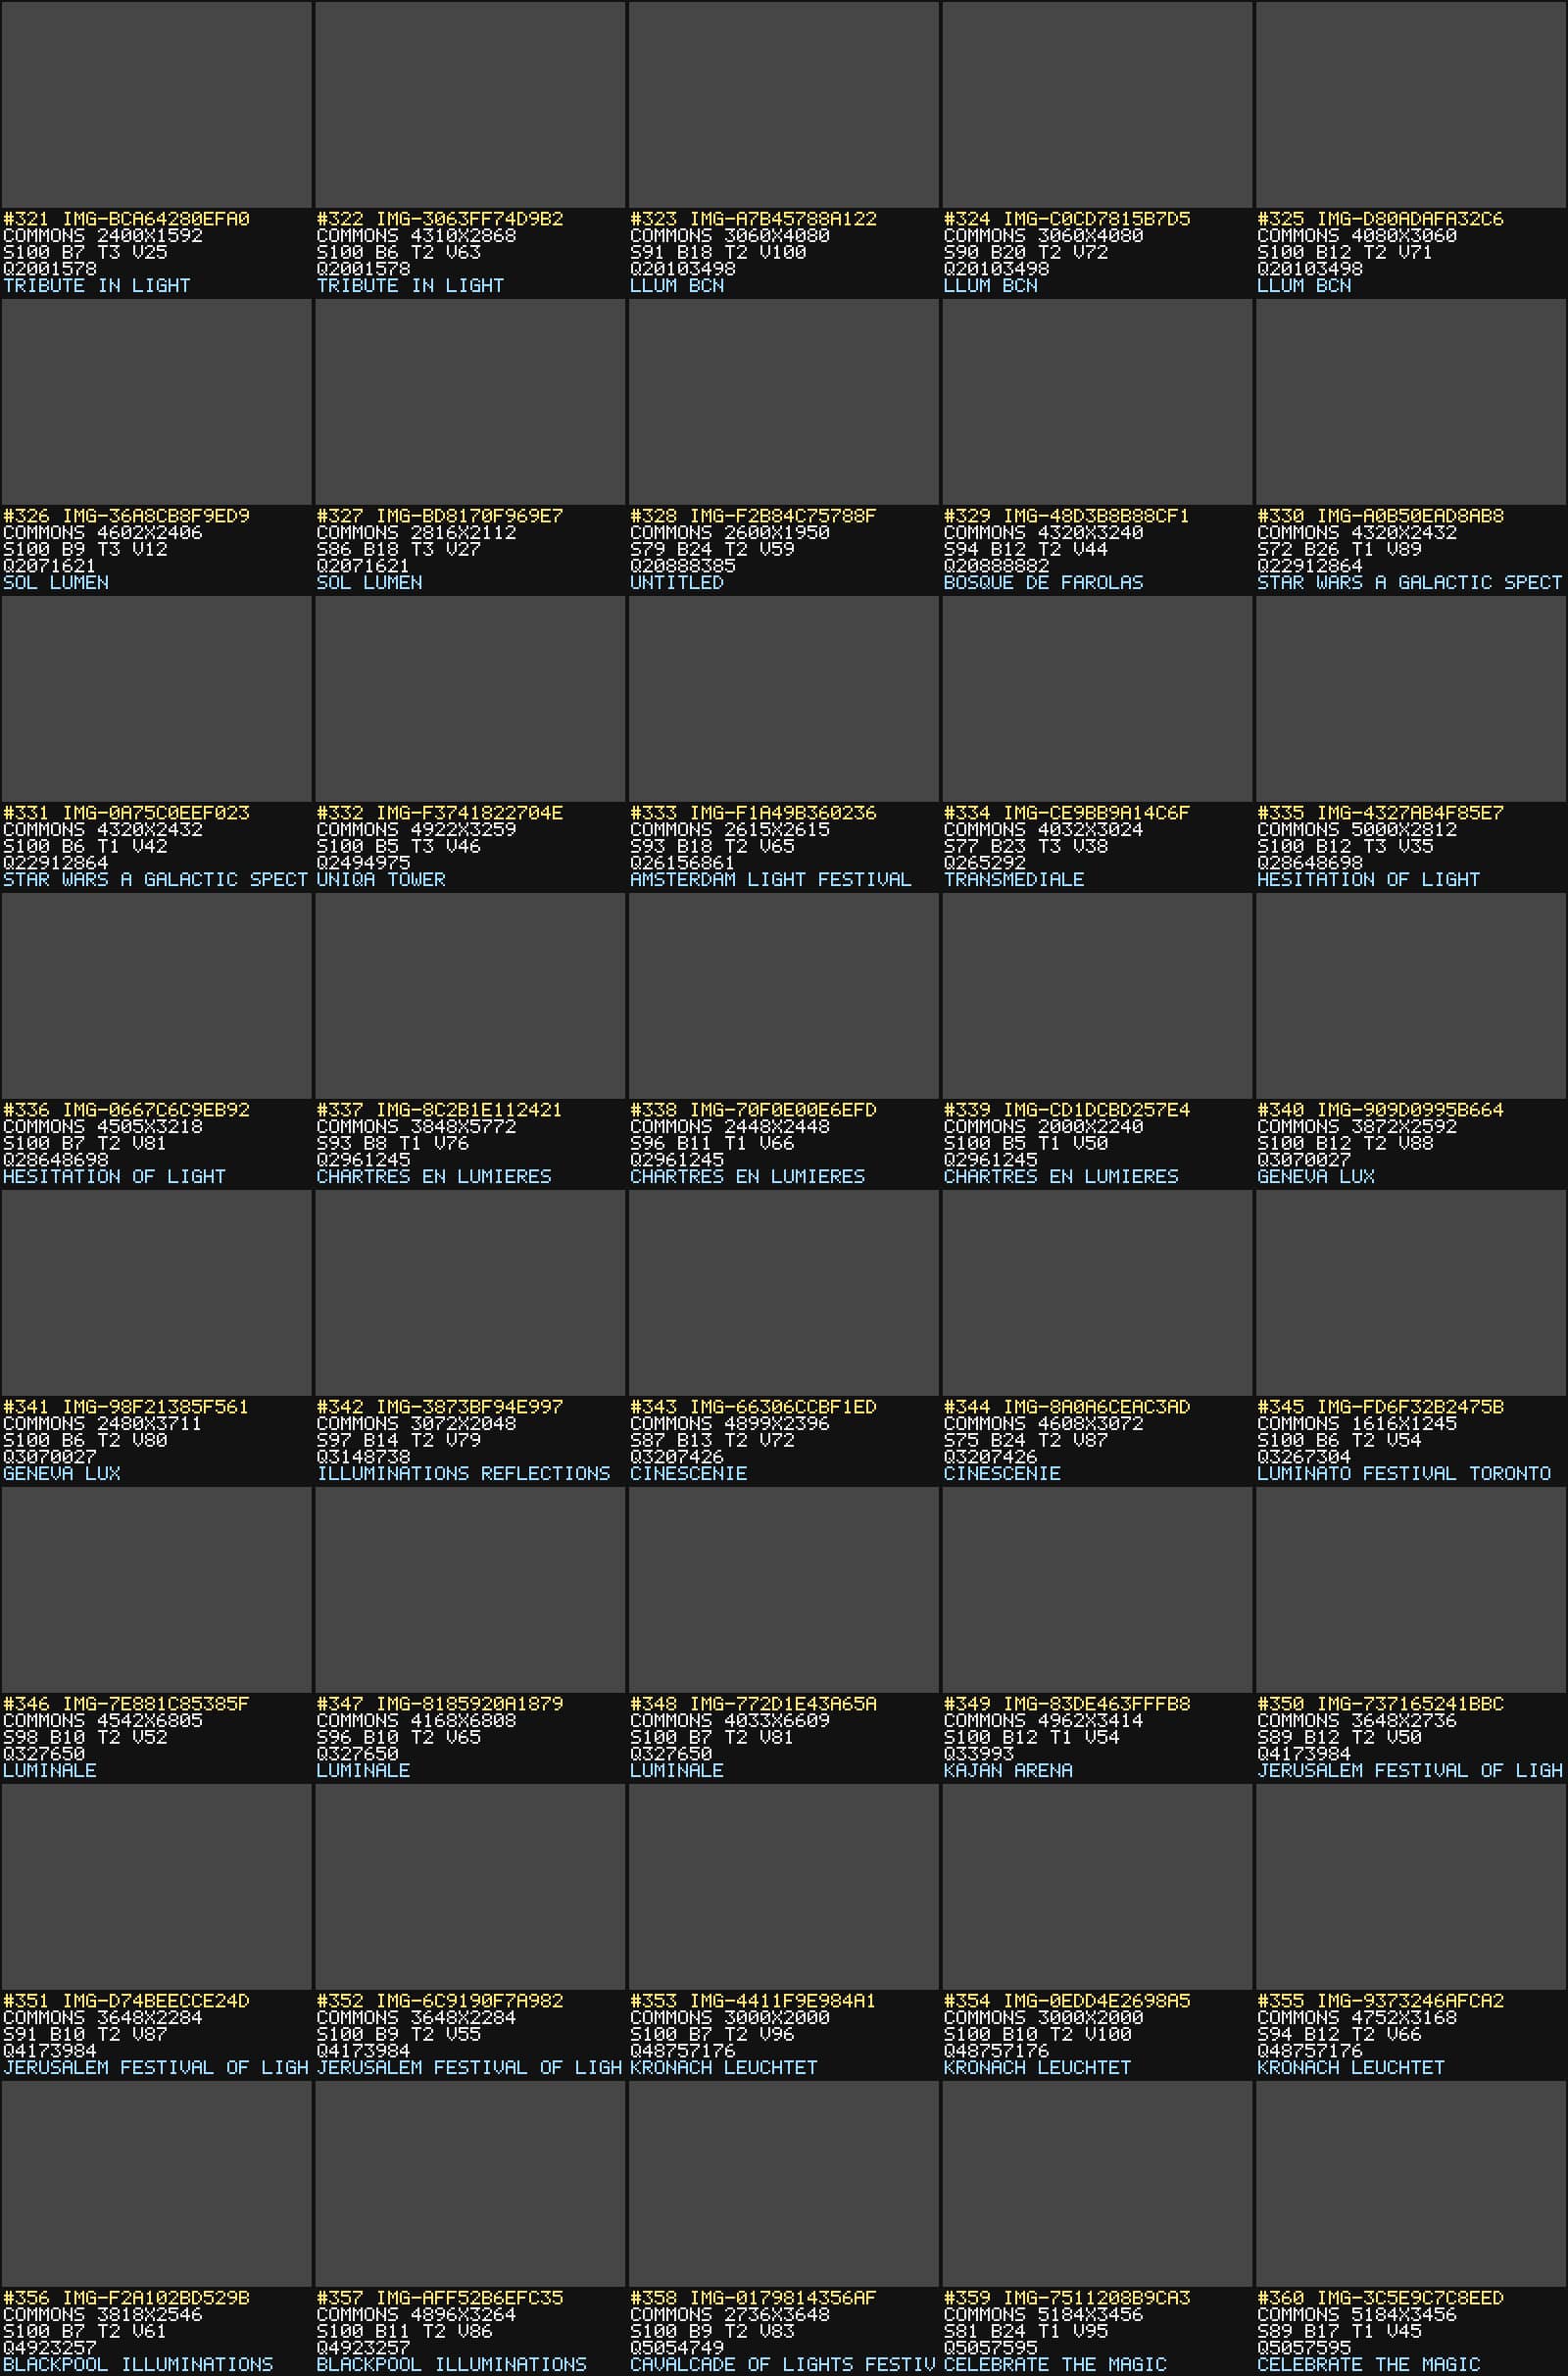 #321 IMG-BCA64280EFA0
COMMONS 2400X1592
S100 B7 T3 V25
Q2001578
TRIBUTE IN LIGHT
#322 IMG-3063FF74D9B2
COMMONS 4310X2868
S100 B6 T2 V63
Q2001578
TRIBUTE IN LIGHT
#323 IMG-A7B45788A122
COMMONS 3060X4080
S91 B18 T2 V100
Q20103498
LLUM BCN
#324 IMG-C0CD7815B7D5
COMMONS 3060X4080
S90 B20 T2 V72
Q20103498
LLUM BCN
#325 IMG-D80ADAFA32C6
COMMONS 4080X3060
S100 B12 T2 V71
Q20103498
LLUM BCN
#326 IMG-36A8CB8F9ED9
COMMONS 4602X2406
S100 B9 T3 V12
Q2071621
SOL LUMEN
#327 IMG-BD8170F969E7
COMMONS 2816X2112
S86 B18 T3 V27
Q2071621
SOL LUMEN
#328 IMG-F2B84C75788F
COMMONS 2600X1950
S79 B24 T2 V59
Q20888385
UNTITLED
#329 IMG-48D3B8B88CF1
COMMONS 4320X3240
S94 B12 T2 V44
Q20888882
BOSQUE DE FAROLAS
#330 IMG-A0B50EAD8AB8
COMMONS 4320X2432
S72 B26 T1 V89
Q22912864
STAR WARS A GALACTIC SPECT
#331 IMG-0A75C0EEF023
COMMONS 4320X2432
S100 B6 T1 V42
Q22912864
STAR WARS A GALACTIC SPECT
#332 IMG-F3741822704E
COMMONS 4922X3259
S100 B5 T3 V46
Q2494975
UNIQA TOWER
#333 IMG-F1A49B360236
COMMONS 2615X2615
S93 B18 T2 V65
Q26156861
AMSTERDAM LIGHT FESTIVAL
#334 IMG-CE9BB9A14C6F
COMMONS 4032X3024
S77 B23 T3 V38
Q265292
TRANSMEDIALE
#335 IMG-4327AB4F85E7
COMMONS 5000X2812
S100 B12 T3 V35
Q28648698
HESITATION OF LIGHT
#336 IMG-0667C6C9EB92
COMMONS 4505X3218
S100 B7 T2 V81
Q28648698
HESITATION OF LIGHT
#337 IMG-8C2B1E112421
COMMONS 3848X5772
S93 B8 T1 V76
Q2961245
CHARTRES EN LUMIERES
#338 IMG-70F0E00E6EFD
COMMONS 2448X2448
S96 B11 T1 V66
Q2961245
CHARTRES EN LUMIERES
#339 IMG-CD1DCBD257E4
COMMONS 2000X2240
S100 B5 T1 V50
Q2961245
CHARTRES EN LUMIERES
#340 IMG-909D0995B664
COMMONS 3872X2592
S100 B12 T2 V88
Q3070027
GENEVA LUX
#341 IMG-98F21385F561
COMMONS 2480X3711
S100 B6 T2 V80
Q3070027
GENEVA LUX
#342 IMG-3873BF94E997
COMMONS 3072X2048
S97 B14 T2 V79
Q3148738
ILLUMINATIONS REFLECTIONS
#343 IMG-66306CCBF1ED
COMMONS 4899X2396
S87 B13 T2 V72
Q3207426
CINESCENIE
#344 IMG-8A0A6CEAC3AD
COMMONS 4608X3072
S75 B24 T2 V87
Q3207426
CINESCENIE
#345 IMG-FD6F32B2475B
COMMONS 1616X1245
S100 B6 T2 V54
Q3267304
LUMINATO FESTIVAL TORONTO
#346 IMG-7E881C85385F
COMMONS 4542X6805
S98 B10 T2 V52
Q327650
LUMINALE
#347 IMG-8185920A1879
COMMONS 4168X6808
S96 B10 T2 V65
Q327650
LUMINALE
#348 IMG-772D1E43A65A
COMMONS 4033X6609
S100 B7 T2 V81
Q327650
LUMINALE
#349 IMG-83DE463FFFB8
COMMONS 4962X3414
S100 B12 T1 V54
Q33993
KAJAN ARENA
#350 IMG-737165241BBC
COMMONS 3648X2736
S89 B12 T2 V50
Q4173984
JERUSALEM FESTIVAL OF LIGH
#351 IMG-D74BEECCE24D
COMMONS 3648X2284
S91 B10 T2 V87
Q4173984
JERUSALEM FESTIVAL OF LIGH
#352 IMG-6C9190F7A982
COMMONS 3648X2284
S100 B9 T2 V55
Q4173984
JERUSALEM FESTIVAL OF LIGH
#353 IMG-4411F9E984A1
COMMONS 3000X2000
S100 B7 T2 V96
Q48757176
KRONACH LEUCHTET
#354 IMG-0EDD4E2698A5
COMMONS 3000X2000
S100 B10 T2 V100
Q48757176
KRONACH LEUCHTET
#355 IMG-9373246AFCA2
COMMONS 4752X3168
S94 B12 T2 V66
Q48757176
KRONACH LEUCHTET
#356 IMG-F2A102BD529B
COMMONS 3818X2546
S100 B7 T2 V61
Q4923257
BLACKPOOL ILLUMINATIONS
#357 IMG-AFF52B6EFC35
COMMONS 4896X3264
S100 B11 T2 V86
Q4923257
BLACKPOOL ILLUMINATIONS
#358 IMG-0179814356AF
COMMONS 2736X3648
S100 B9 T2 V83
Q5054749
CAVALCADE OF LIGHTS FESTIV
#359 IMG-7511208B9CA3
COMMONS 5184X3456
S81 B24 T1 V95
Q5057595
CELEBRATE THE MAGIC
#360 IMG-3C5E9C7C8EED
COMMONS 5184X3456
S89 B17 T1 V45
Q5057595
CELEBRATE THE MAGIC